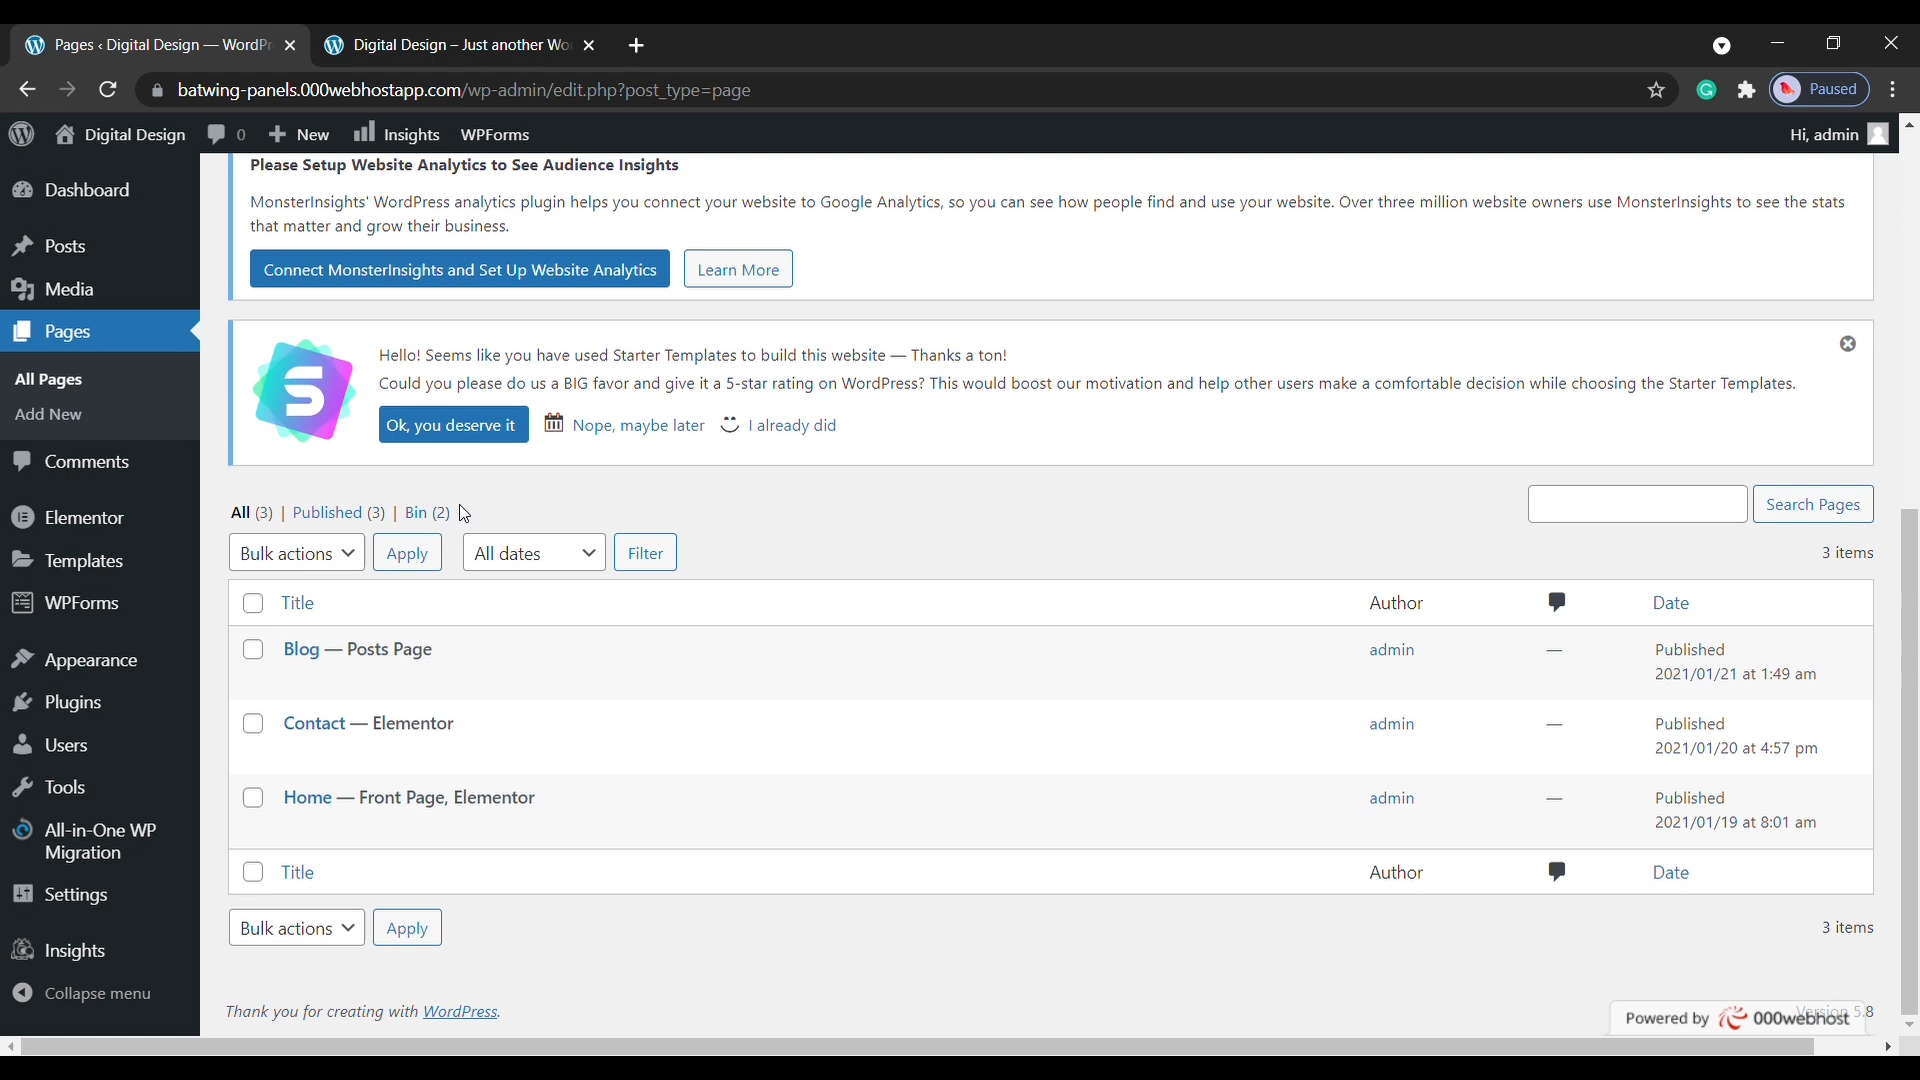 Pages ‹ Digital Design — WordPr
Digital Design – Just another Wo
batwing-panels.000webhostapp.com/wp-admin/edit.php?post_type=page
Paused
Digital Design
0
New
Insights
WPForms
Hi, admin
Dashboard
Posts
Media
Pages
All Pages
Add New
Comments
Elementor
Templates
WPForms
Appearance
Plugins
Users
Tools
All-in-One WP
Migration
Settings
Insights
Collapse menu
Please Setup Website Analytics to See Audience Insights
MonsterInsights' WordPress analytics plugin helps you connect your website to Google Analytics, so you can see how people find and use your website. Over three million website owners use MonsterInsights to see the stats
that matter and grow their business.
Connect MonsterInsights and Set Up Website Analytics
Learn More
Hello! Seems like you have used Starter Templates to build this website — Thanks a ton!
Could you please do us a BIG favor and give it a 5-star rating on WordPress? This would boost our motivation and help other users make a comfortable decision while choosing the Starter Templates.
Ok, you deserve it
Nope, maybe later
I already did
All (3) | Published (3) | Bin (2)
Search Pages
Bulk actions
Apply
All dates
Filter
3 items
Title
Author
Date
Blog — Posts Page
admin
—
Published
2021/01/21 at 1:49 am
Contact — Elementor
admin
—
Published
2021/01/20 at 4:57 pm
Home — Front Page, Elementor
admin
—
Published
2021/01/19 at 8:01 am
Title
Author
Date
Bulk actions
Apply
3 items
Thank you for creating with WordPress.
Version 5.8
Powered by 000webhost